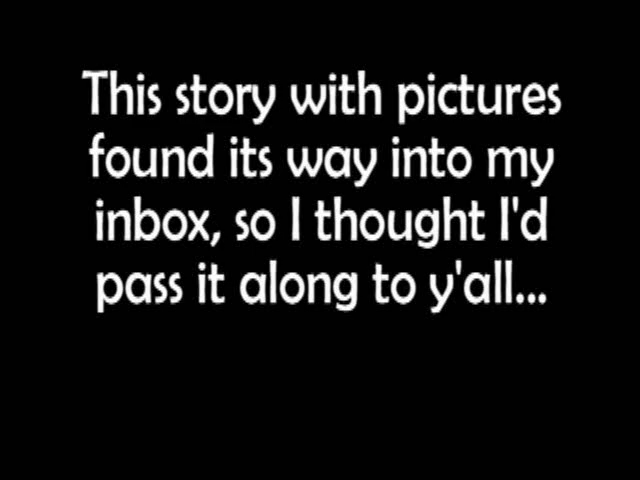 This story with pictures
found its way into my
inbox, so I thought I'd
pass it along to y'all...